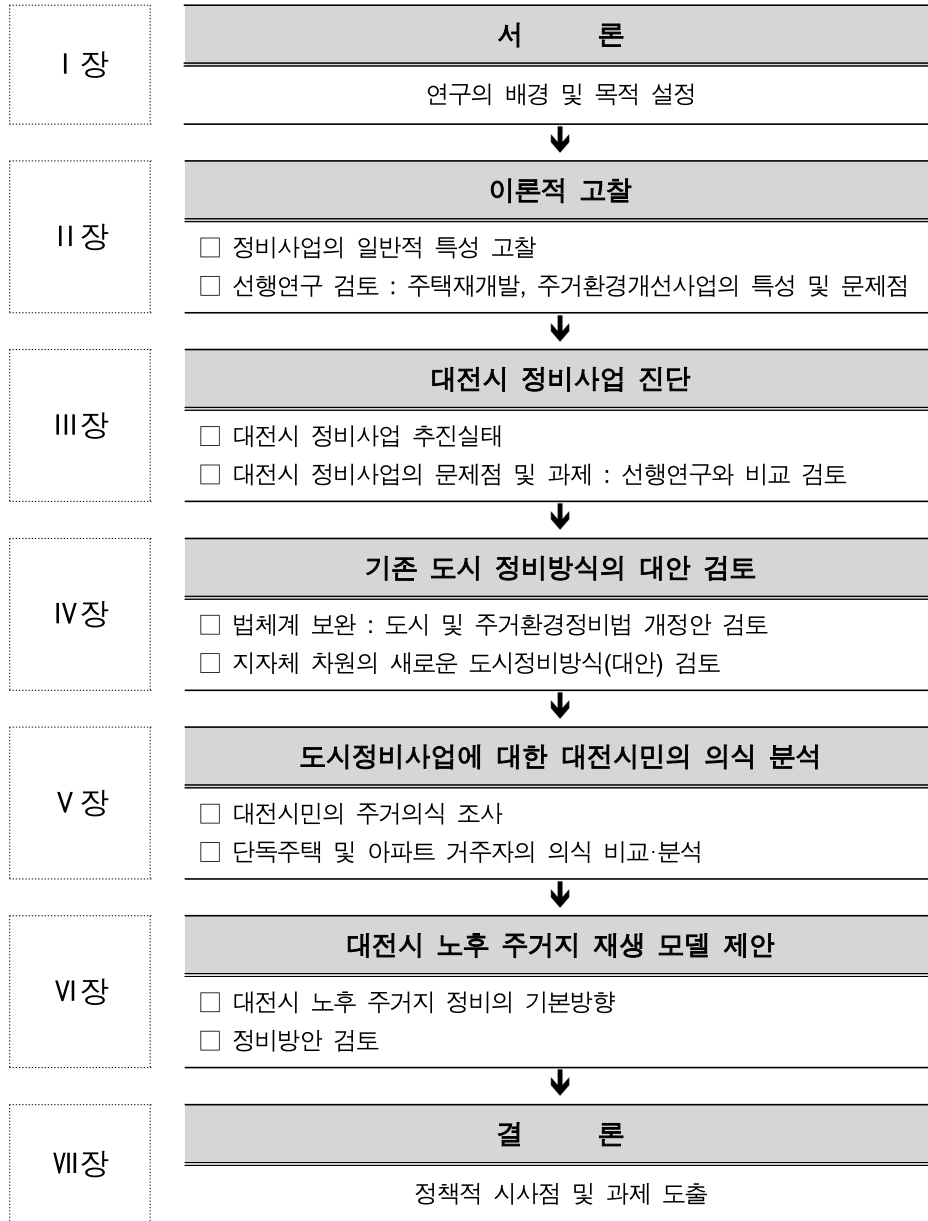 Ⅰ장
서 론
연구의 배경 및 목적 설정
Ⅱ장
이론적 고찰
□ 정비사업의 일반적 특성 고찰
□ 선행연구 검토 : 주택재개발, 주거환경개선사업의 특성 및 문제점
Ⅲ장
대전시 정비사업 진단
□ 대전시 정비사업 추진실태
□ 대전시 정비사업의 문제점 및 과제 : 선행연구와 비교 검토
Ⅳ장
기존 도시 정비방식의 대안 검토
□ 법체계 보완 : 도시 및 주거환경정비법 개정안 검토
□ 지자체 차원의 새로운 도시정비방식(대안) 검토
Ⅴ장
도시정비사업에 대한 대전시민의 의식 분석
□ 대전시민의 주거의식 조사
□ 단독주택 및 아파트 거주자의 의식 비교·분석
Ⅵ장
대전시 노후 주거지 재생 모델 제안
□ 대전시 노후 주거지 정비의 기본방향
□ 정비방안 검토
Ⅶ장
결 론
정책적 시사점 및 과제 도출